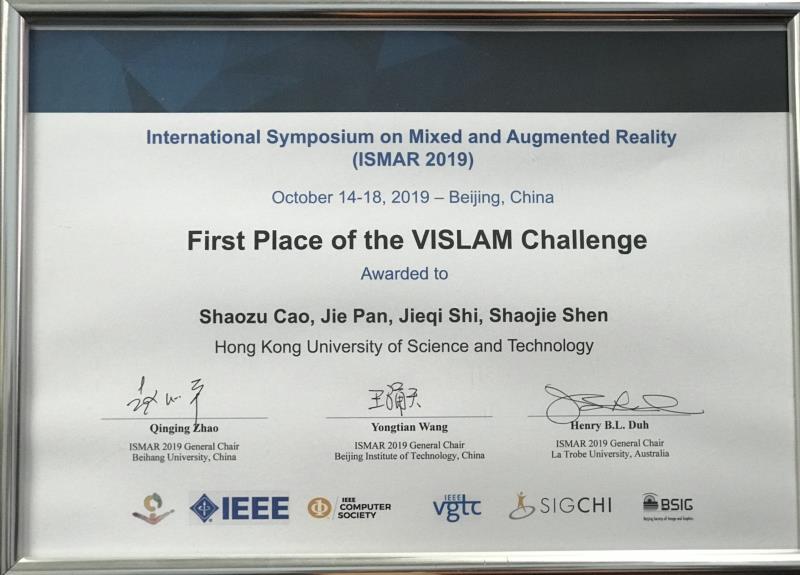 International Symposium on Mixed and Augmented Reality
(ISMAR 2019)
October 14-18, 2019 – Beijing, China
First Place of the VISLAM Challenge
Awarded to
Shaozu Cao, Jie Pan, Jieqi Shi, Shaojie Shen
Hong Kong University of Science and Technology
Qinging Zhao
ISMAR 2019 General Chair
Beihang University, China
王涌天
Yongtian Wang
ISMAR 2019 General Chair
Beijing Institute of Technology, China
Henry B.L. Duh
ISMAR 2019 General Chair
La Trobe University, Australia
IEEE
IEEE
COMPUTER
SOCIETY
IEEE
vgtc
SIGCHI
BSIG
Beijing Society of Image and Graphics